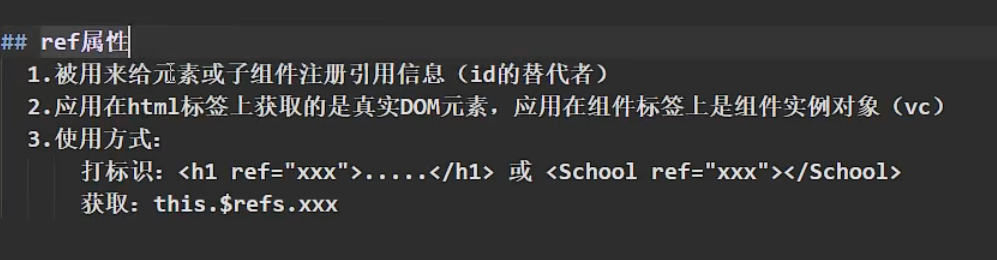 ## ref属性
1.被用来给元素或子组件注册引用信息（id的替代者）
2.应用在html标签上获取的是真实DOM元素，应用在组件标签上是组件实例对象（vc）
3.使用方式：
打标识：<h1 ref="xxx">.....</h1> 或 <School ref="xxx"></School>
获取：this.$refs.xxx